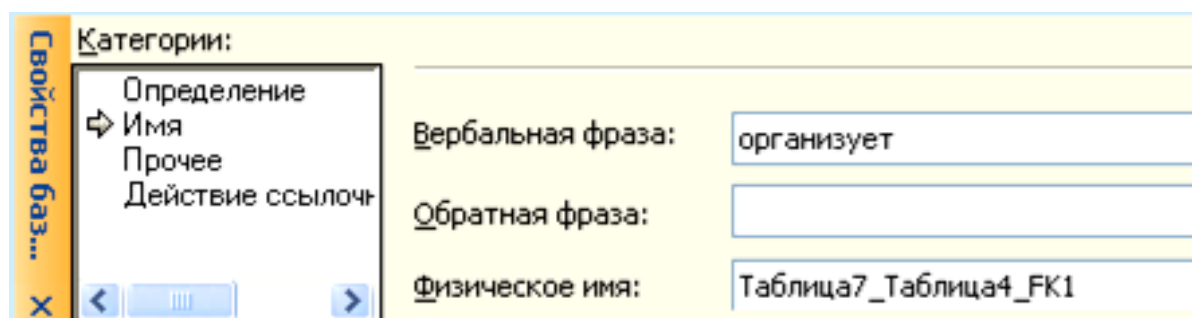 Свойства баз...
Категории:
Определение
Имя
Прочее
Действие ссылочн
Вербальная фраза:
организует
Обратная фраза:
Физическое имя:
Таблица7_Таблица4_FK1